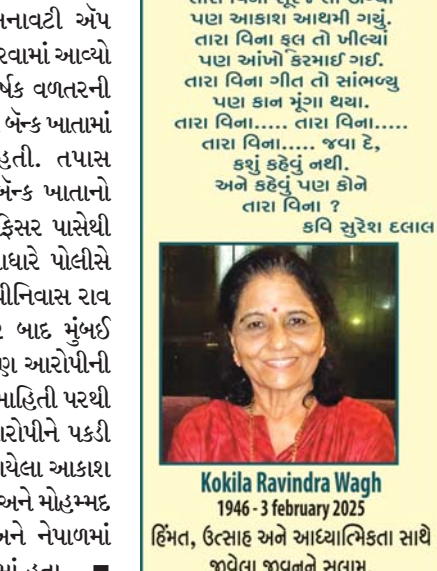 નાવટી ઍપ
રવામાં આવ્યો
ર્ષક વળતરની
બૅન્ક ખાતામાં
હતી. તપાસ
બૅન્ક ખાતાનો
ફિસર પાસેથી
ાધારે પોલીસે
ીનિવાસ રાવ
બાદ મુંબઈ
ણ આરોપીની
માહિતી પરથી
ારોપીને પકડી
ાયેલા આકાશ
અને મોહમ્મદ
અને નેપાળમાં
પણ આકાશ આથમી ગયું.
તારા વિના ફૂલ તો ખીલ્યાં
પણ આંખો કરમાઈ ગઈ.
તારા વિના ગીત તો સાંભળ્યુ
પણ કાન મૂંગા થયા.
તારા વિના..... તારા વિના.....
તારા વિના..... જવા દે,
કશું કહેવું નથી.
અને કહેવું પણ કોને
તારા વિના ?
કવિ સુરેશ દલાલ
Kokila Ravindra Wagh
1946 - 3 february 2025
હિંમત, ઉત્સાહ અને આધ્યાત્મિકતા સાથે
જીવેલા જીવનને સલામ